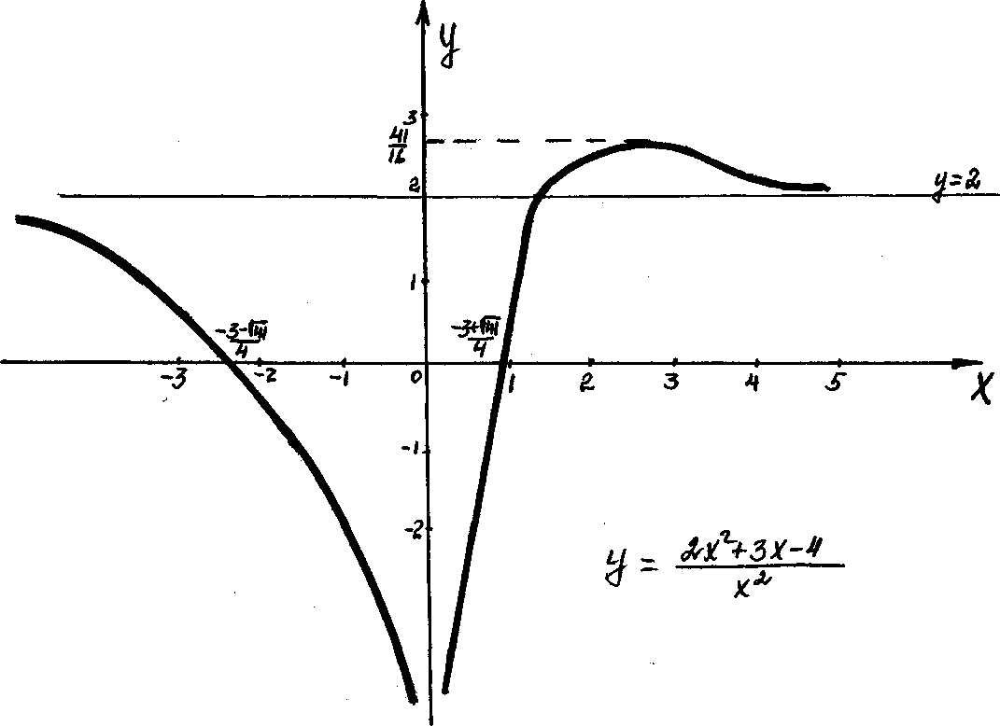 y
3
41/16
2
y=2
1
(-3-√41)/4
(-3+√41)/4
-3 -2 -1 0 1 2 3 4 5
X
-1
-2
y = (2x²+3x-4)/x²